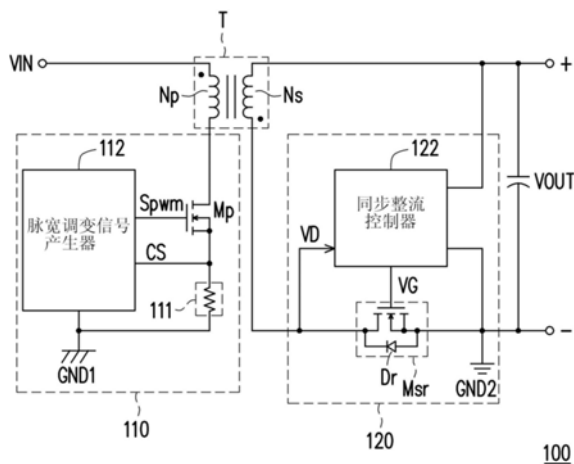 T
VIN
Np
Ns
+
112
122
脉宽调变信号
产生器
Spwm
Mp
CS
111
GND1
110
同步整流
控制器
VD
VG
VOUT
-
Dr
Msr
GND2
120
100